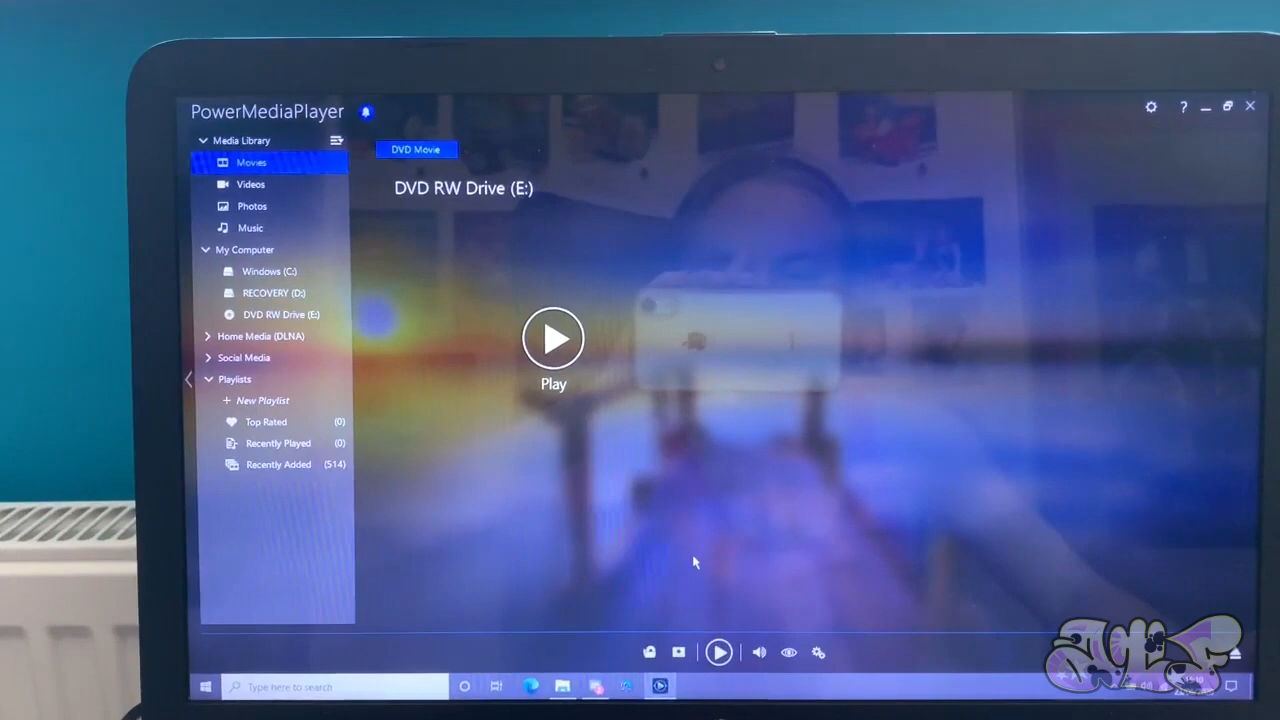 PowerMediaPlayer
Media Library
Movies
Videos
Photos
Music
My Computer
Windows (C:)
RECOVERY (D:)
DVD RW Drive (E:)
Home Media (DLNA)
Social Media
Playlists
+ New Playlist
Top Rated (0)
Recently Played (0)
Recently Added (514)
DVD Movie
DVD RW Drive (E:)
Play
?
Type here to search